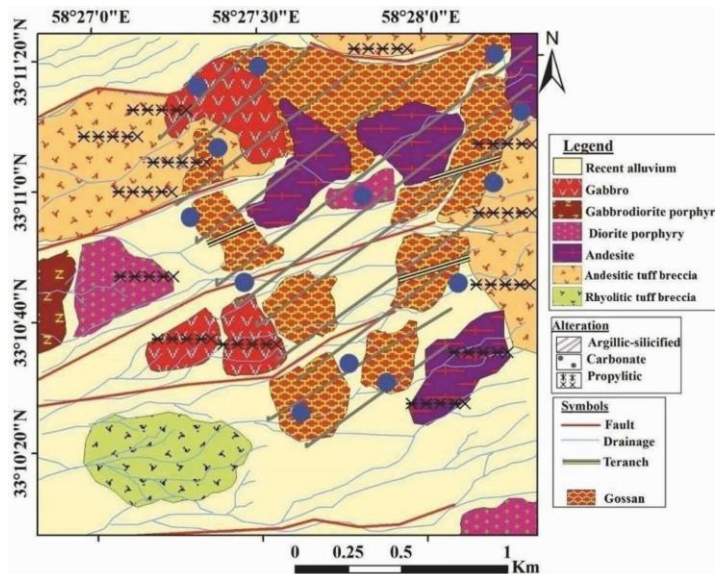 58°27'0"E 58°27'30"E 58°28'0"E
N
33°11'20"N
33°11'0"N
33°10'40"N
33°10'20"N
Legend
Recent alluvium
Gabbro
Gabbrodiorite porphyr
Diorite porphyry
Andesite
Andesitic tuff breccia
Rhyolitic tuff breccia
Alteration
Argillic-silicified
Carbonate
Propylitic
Symbols
Fault
Drainage
Teranch
Gossan
0 0.25 0.5 1
Km